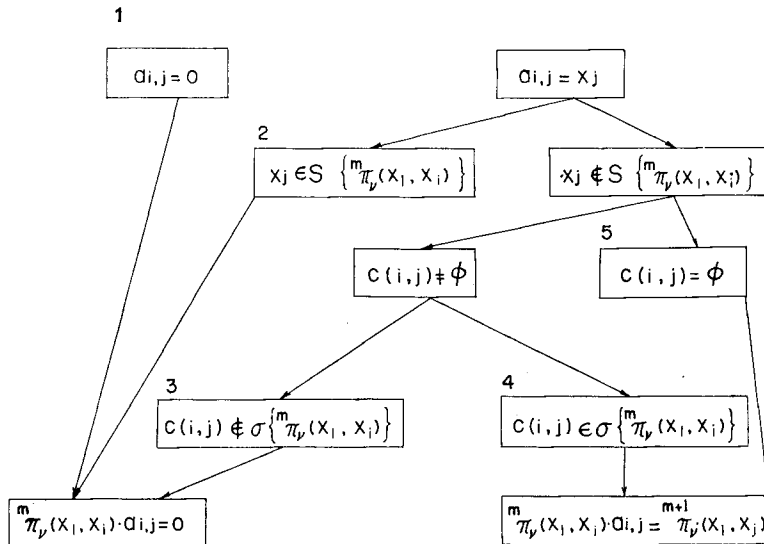 1
ai,j = 0
ai,j = xj
2
xj ∈ S {ᵐπν(x₁, xi)}
xj ∉ S {ᵐπν(x₁, xi)}
5
C(i,j) ≠ ϕ
C(i,j) = ϕ
3
4
C(i,j) ∉ σ{ᵐπν(x₁, xi)}
C(i,j) ∈ σ{ᵐπν(x₁, xi)}
ᵐπν(x₁, xi)·ai,j = 0
ᵐπν(x₁, xi)·ai,j = ᵐ⁺¹πν(x₁, xj)